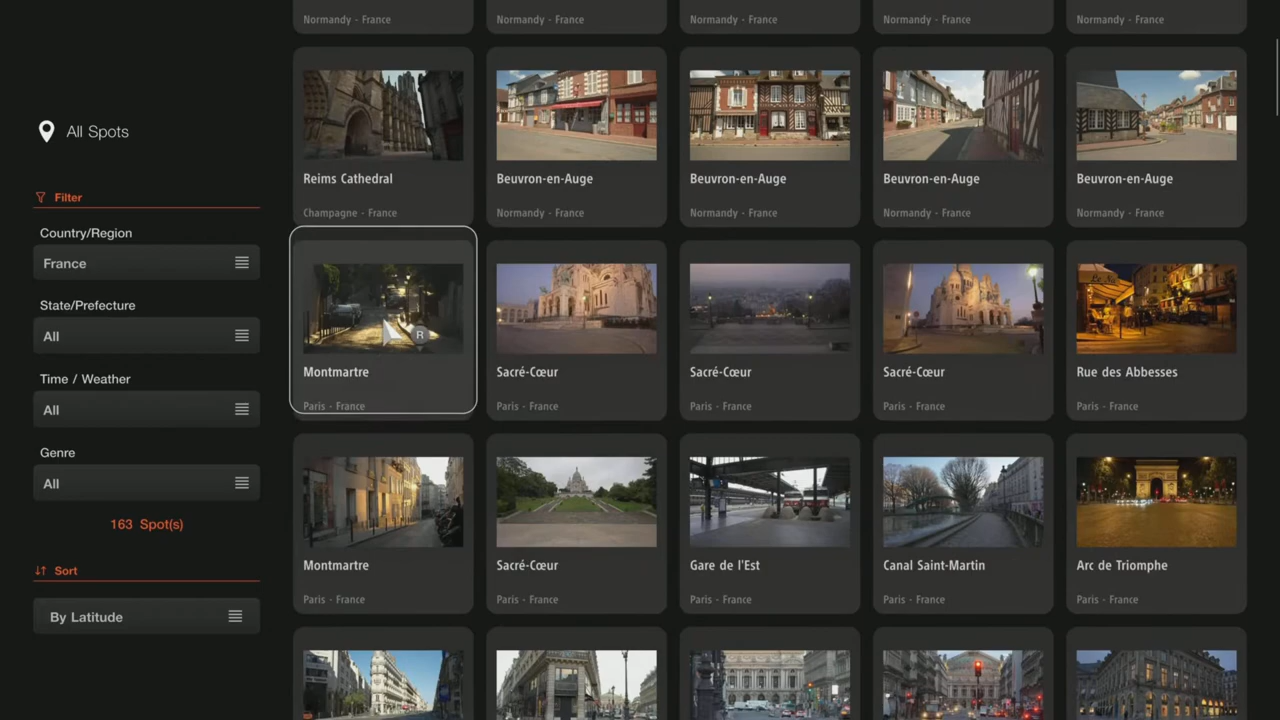 Normandy - France
Normandy - France
Normandy - France
Normandy - France
Normandy - France
All Spots
Filter
Country/Region
France
State/Prefecture
All
Time / Weather
All
Genre
All
163 Spot(s)
Sort
By Latitude
Reims Cathedral
Champagne - France
Beuvron-en-Auge
Normandy - France
Beuvron-en-Auge
Normandy - France
Beuvron-en-Auge
Normandy - France
Beuvron-en-Auge
Normandy - France
R
Montmartre
Paris - France
Sacré-Cœur
Paris - France
Sacré-Cœur
Paris - France
Sacré-Cœur
Paris - France
Rue des Abbesses
Paris - France
Montmartre
Paris - France
Sacré-Cœur
Paris - France
Gare de l'Est
Paris - France
Canal Saint-Martin
Paris - France
Arc de Triomphe
Paris - France